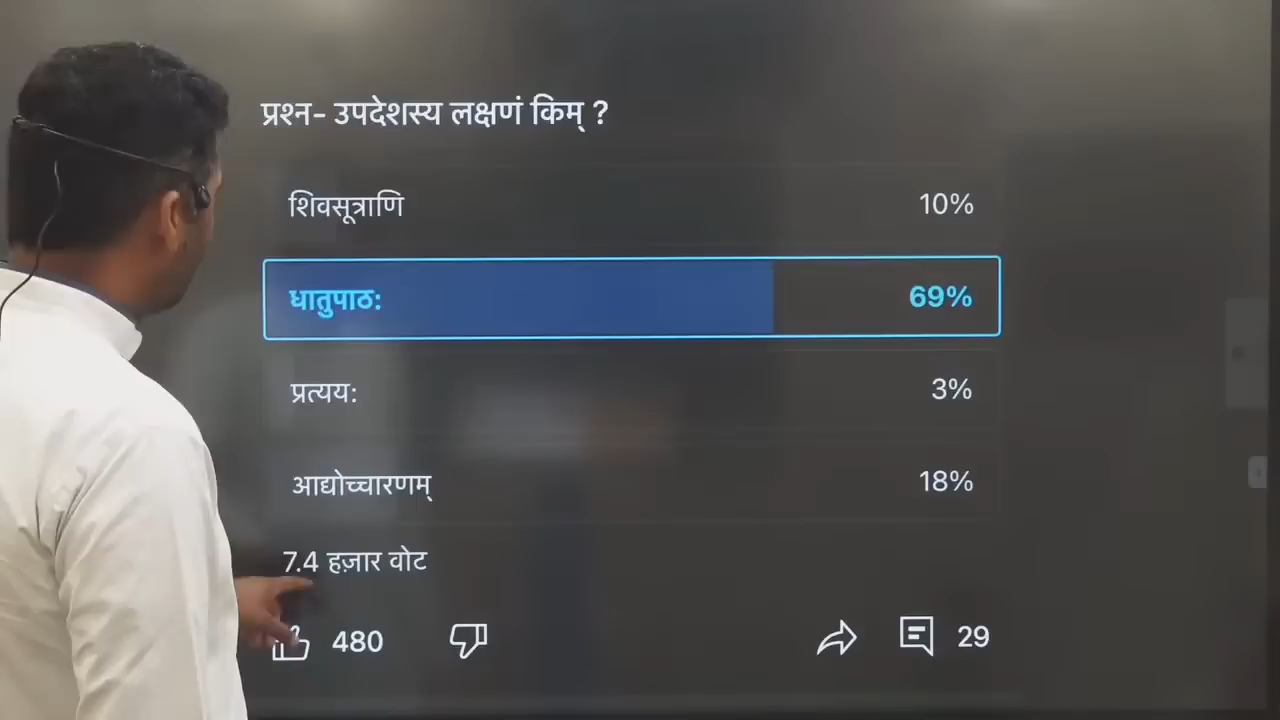 प्रश्न- उपदेशस्य लक्षणं किम् ?
शिवसूत्राणि 10%
धातुपाठ: 69%
प्रत्यय: 3%
आद्योच्चारणम् 18%
7.4 हज़ार वोट
480 29